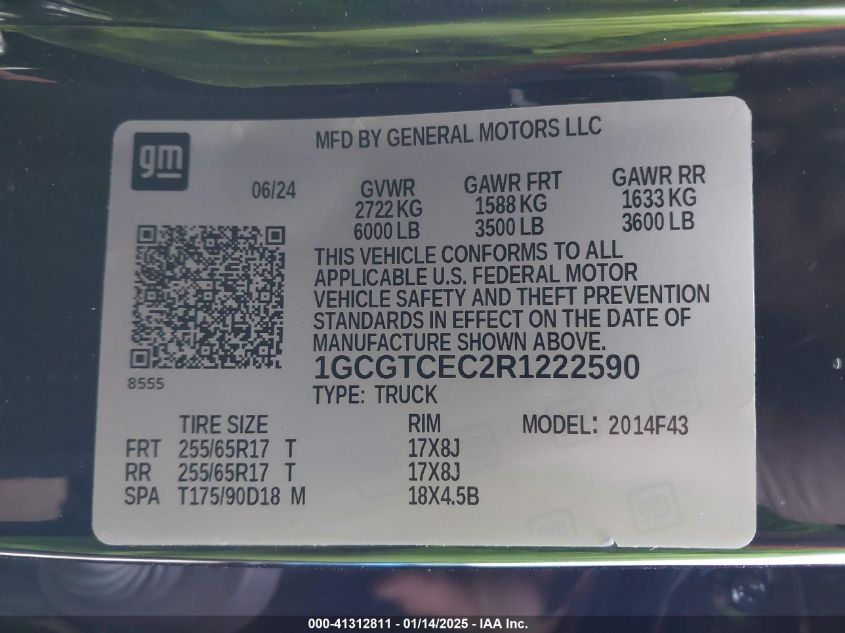 gm
MFD BY GENERAL MOTORS LLC
06/24
GVWR GAWR FRT GAWR RR
2722 KG 1588 KG 1633 KG
6000 LB 3500 LB 3600 LB
THIS VEHICLE CONFORMS TO ALL
APPLICABLE U.S. FEDERAL MOTOR
VEHICLE SAFETY AND THEFT PREVENTION
STANDARDS IN EFFECT ON THE DATE OF
MANUFACTURE SHOWN ABOVE.
8555
1GCGTCEC2R1222590
TYPE: TRUCK
TIRE SIZE RIM MODEL: 2014F43
FRT 255/65R17 T 17X8J
RR 255/65R17 T 17X8J
SPA T175/90D18 M 18X4.5B
000-41312811 - 01/14/2025 - IAA Inc.